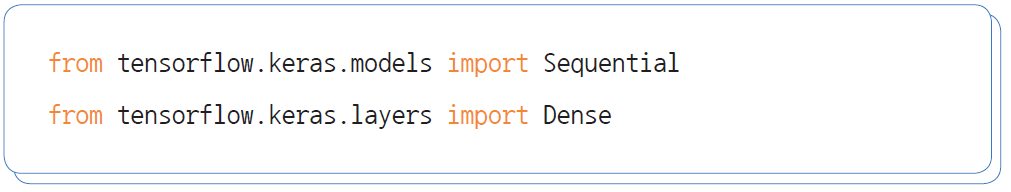 from tensorflow.keras.models import Sequential
from tensorflow.keras.layers import Dense